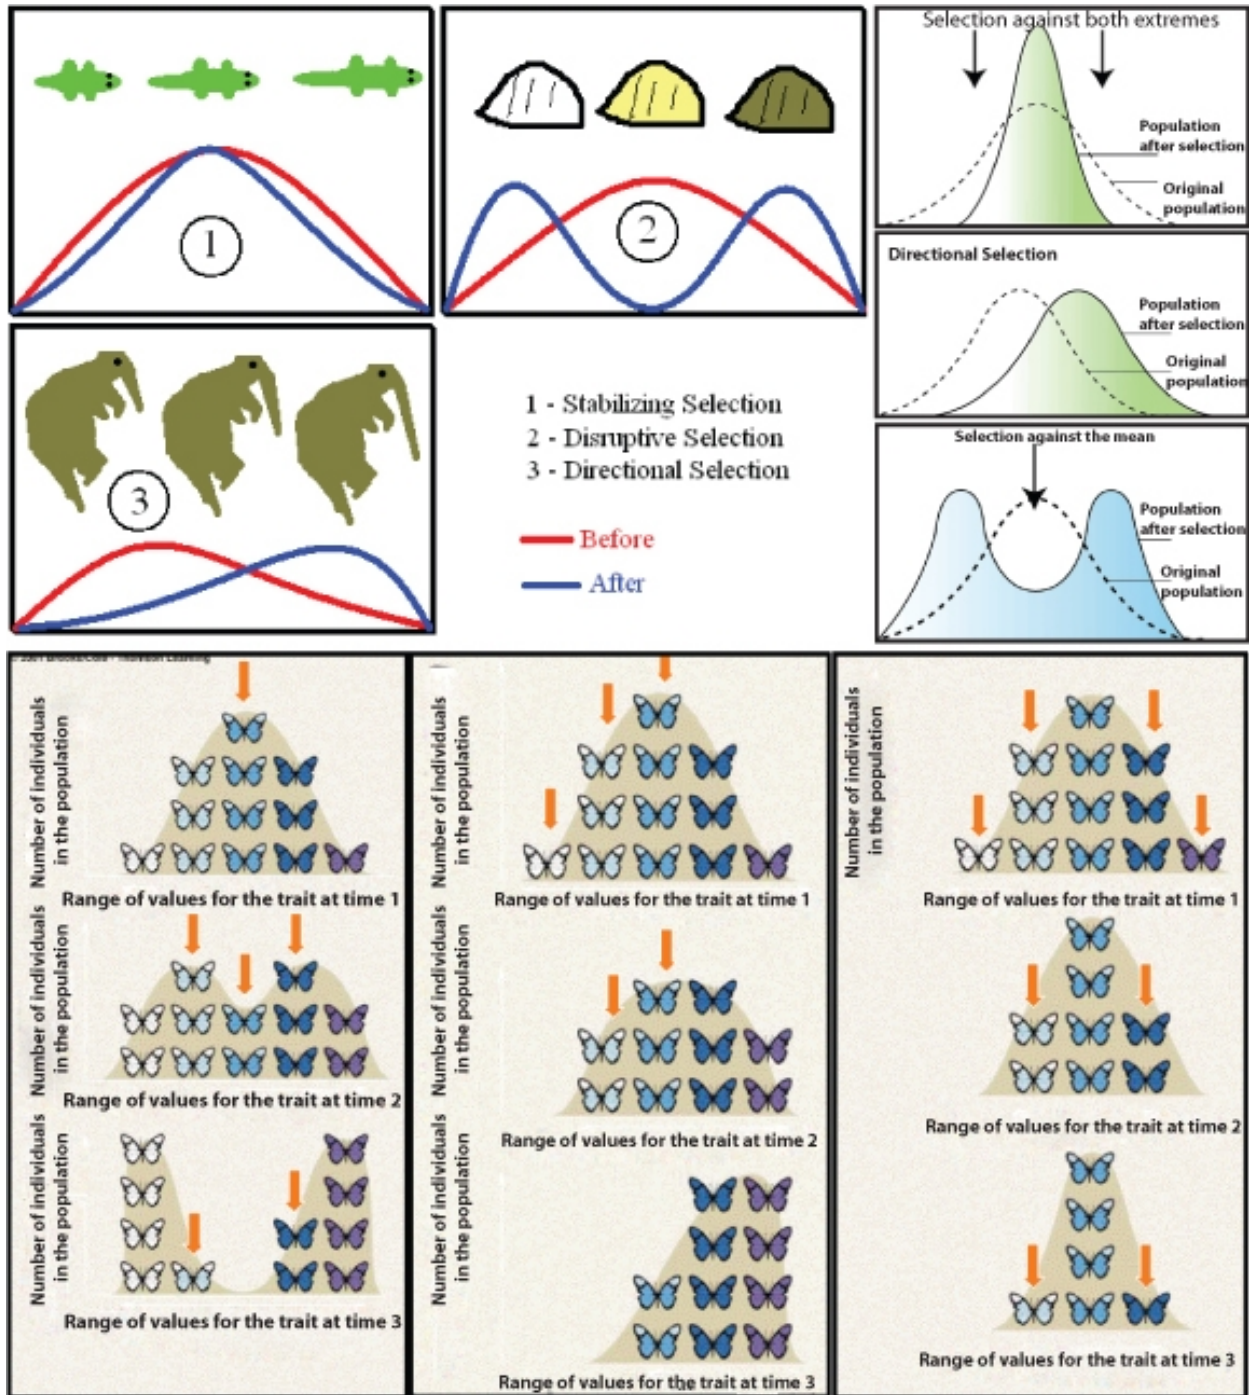 1
2
Selection against both extremes
Population
after selection
Original
population
Directional Selection
Population
after selection
Original
population
3
1 - Stabilizing Selection
2 - Disruptive Selection
3 - Directional Selection
Before
After
Selection against the mean
Population
after selection
Original
population
© 2001 Brooks/Cole - Thomson Learning
Number of individuals
in the population
Range of values for the trait at time 1
Number of individuals
in the population
Range of values for the trait at time 2
Number of individuals
in the population
Range of values for the trait at time 3
Number of individuals
in the population
Range of values for the trait at time 1
Number of individuals
in the population
Range of values for the trait at time 2
Number of individuals
in the population
Range of values for the trait at time 3
Number of individuals
in the population
Range of values for the trait at time 1
Range of values for the trait at time 2
Range of values for the trait at time 3